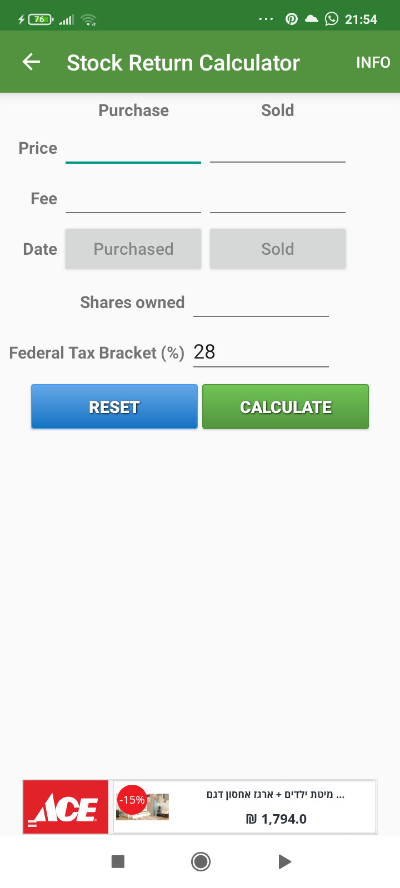 76
21:54
Stock Return Calculator
INFO
Purchase
Sold
Price
Fee
Date
Purchased
Sold
Shares owned
Federal Tax Bracket (%)
28
RESET
CALCULATE
ACE
-15%
מיטת ילדים + ארגז אחסון דגם ...
₪ 1,794.0